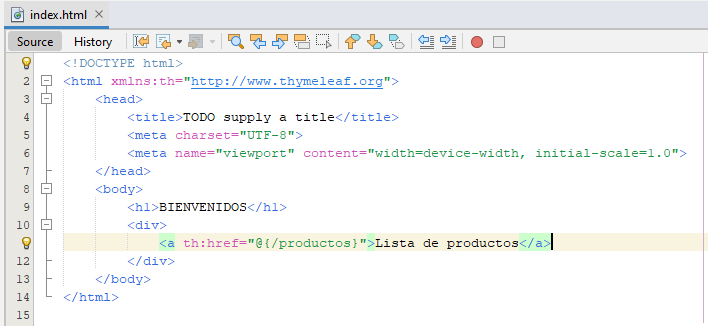 index.html
Source History
<!DOCTYPE html>
2 <html xmlns:th="http://www.thymeleaf.org">
3 <head>
4 <title>TODO supply a title</title>
5 <meta charset="UTF-8">
6 <meta name="viewport" content="width=device-width, initial-scale=1.0">
7 </head>
8 <body>
9 <h1>BIENVENIDOS</h1>
10 <div>
<a th:href="@{/productos}">Lista de productos</a>
12 </div>
13 </body>
14 </html>
15